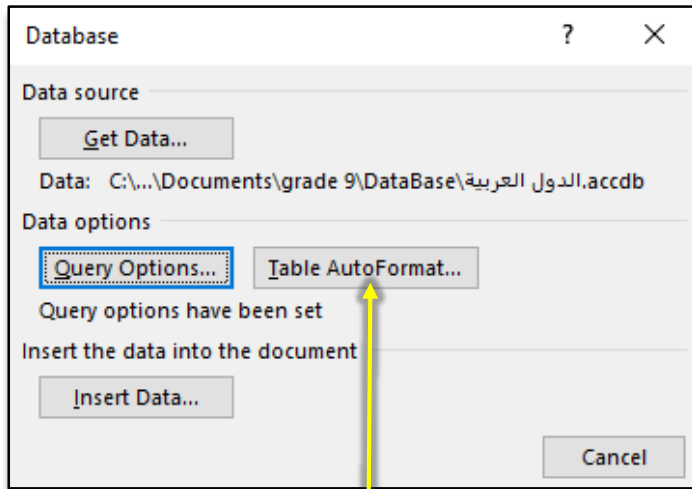 Database ?
Data source
Get Data...
Data: C:\...\Documents\grade 9\DataBase\الدول العربية.accdb
Data options
Query Options... Table AutoFormat...
Query options have been set
Insert the data into the document
Insert Data...
Cancel